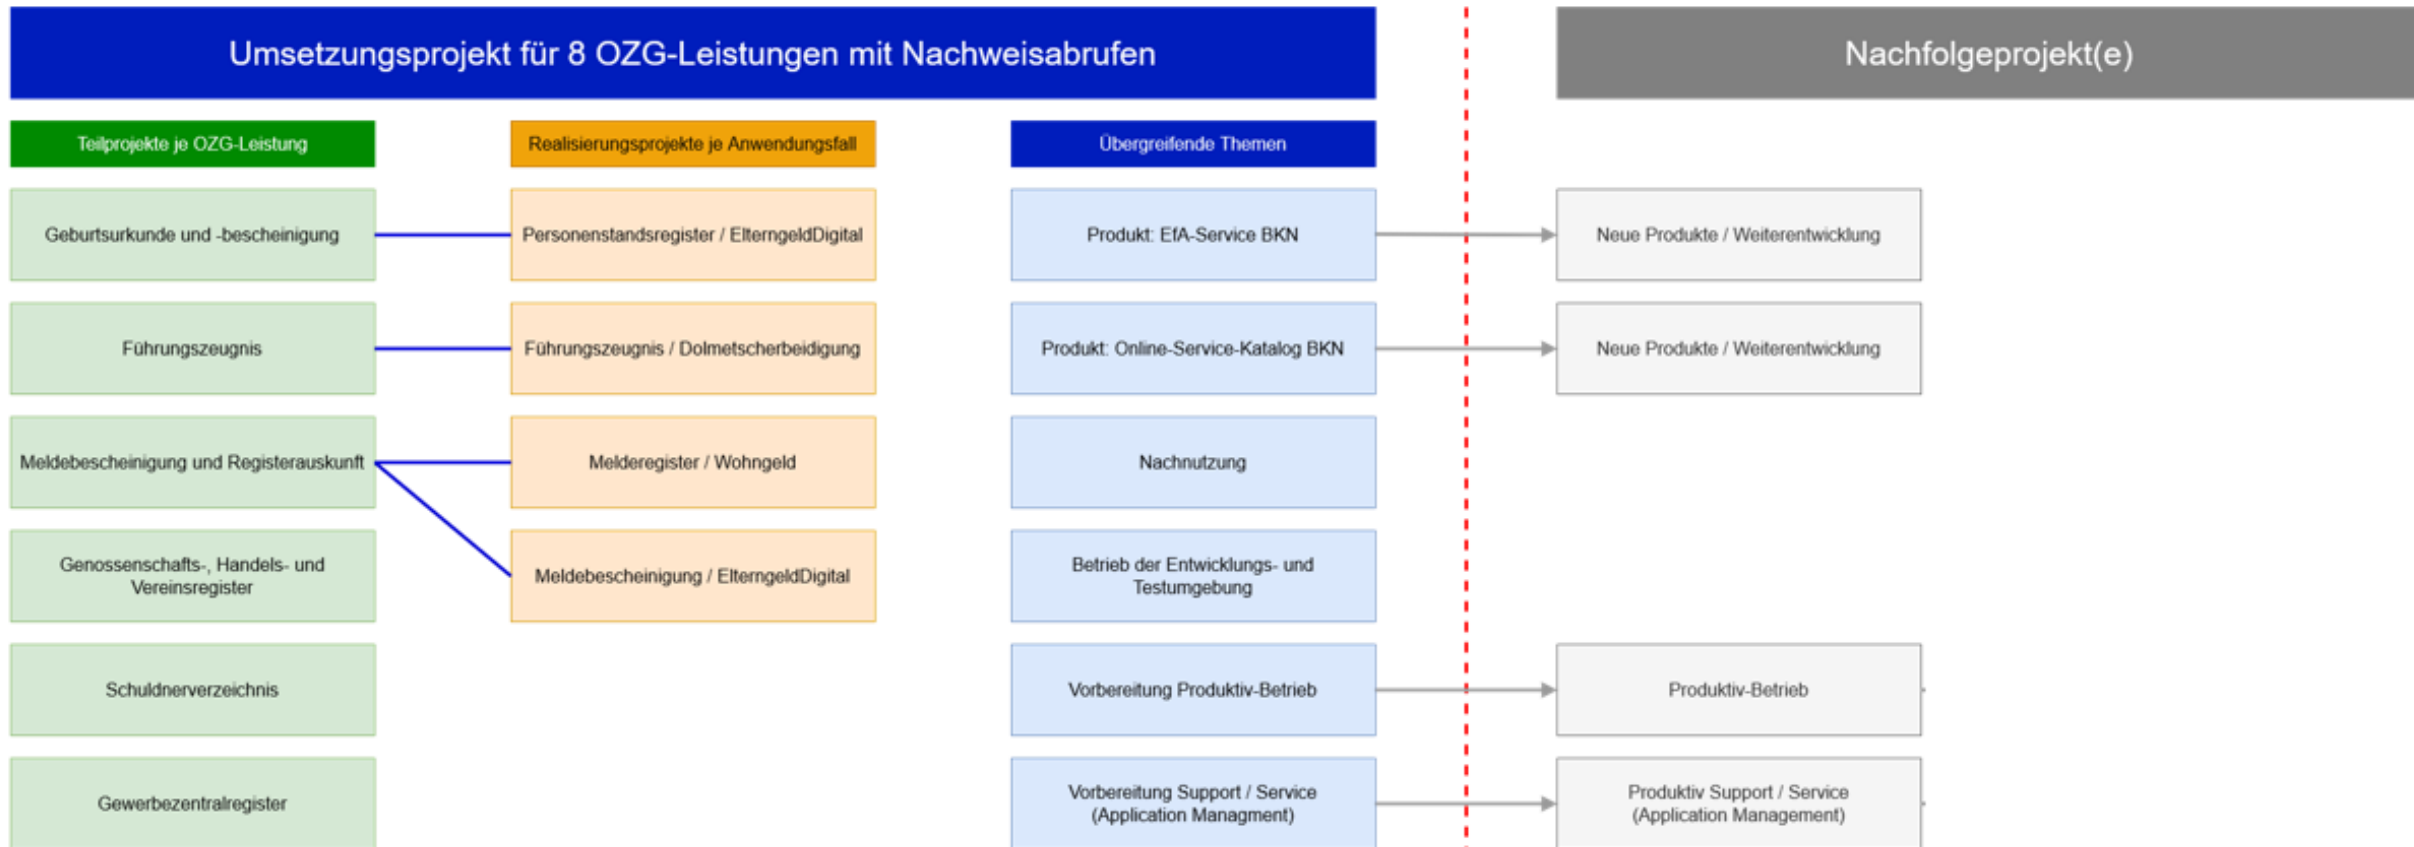 Umsetzungsprojekt für 8 OZG-Leistungen mit Nachweisabrufen
Nachfolgeprojekt(e)
Teilprojekte je OZG-Leistung
Realisierungsprojekte je Anwendungsfall
Übergreifende Themen
Geburtsurkunde und -bescheinigung
Personenstandsregister / ElterngeldDigital
Produkt: EfA-Service BKN
Neue Produkte / Weiterentwicklung
Führungszeugnis
Führungszeugnis / Dolmetscherbeidigung
Produkt: Online-Service-Katalog BKN
Neue Produkte / Weiterentwicklung
Meldebescheinigung und Registerauskunft
Melderegister / Wohngeld
Nachnutzung
Genossenschafts-, Handels- und
Vereinsregister
Meldebescheinigung / ElterngeldDigital
Betrieb der Entwicklungs- und
Testumgebung
Schuldnerverzeichnis
Vorbereitung Produktiv-Betrieb
Produktiv-Betrieb
Gewerbezentralregister
Vorbereitung Support / Service
(Application Managment)
Produktiv Support / Service
(Application Management)